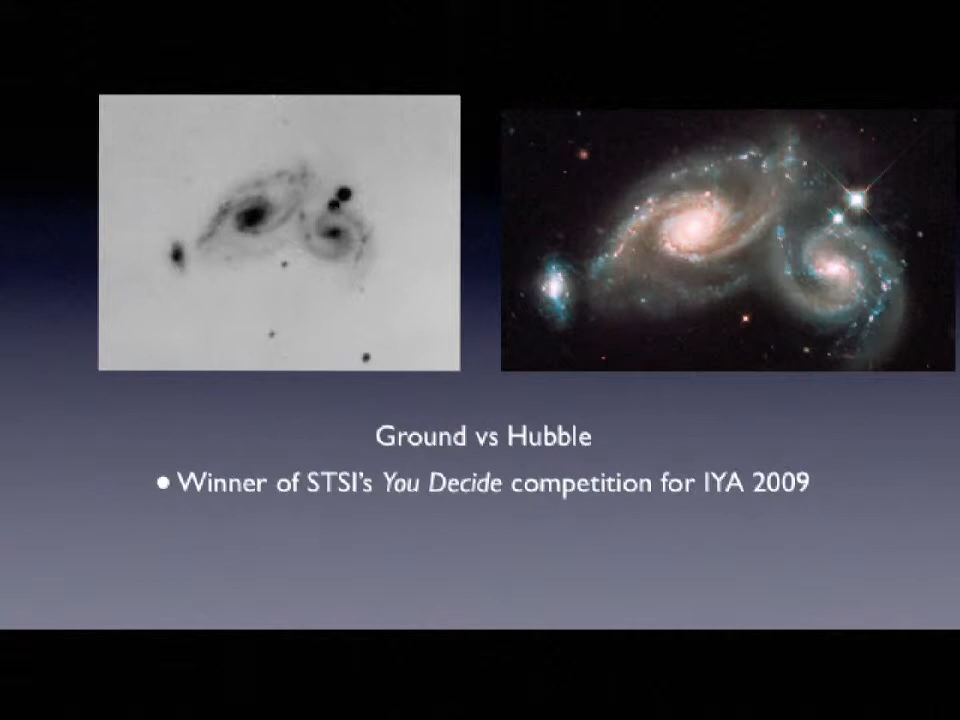 Ground vs Hubble
• Winner of STSI's You Decide competition for IYA 2009